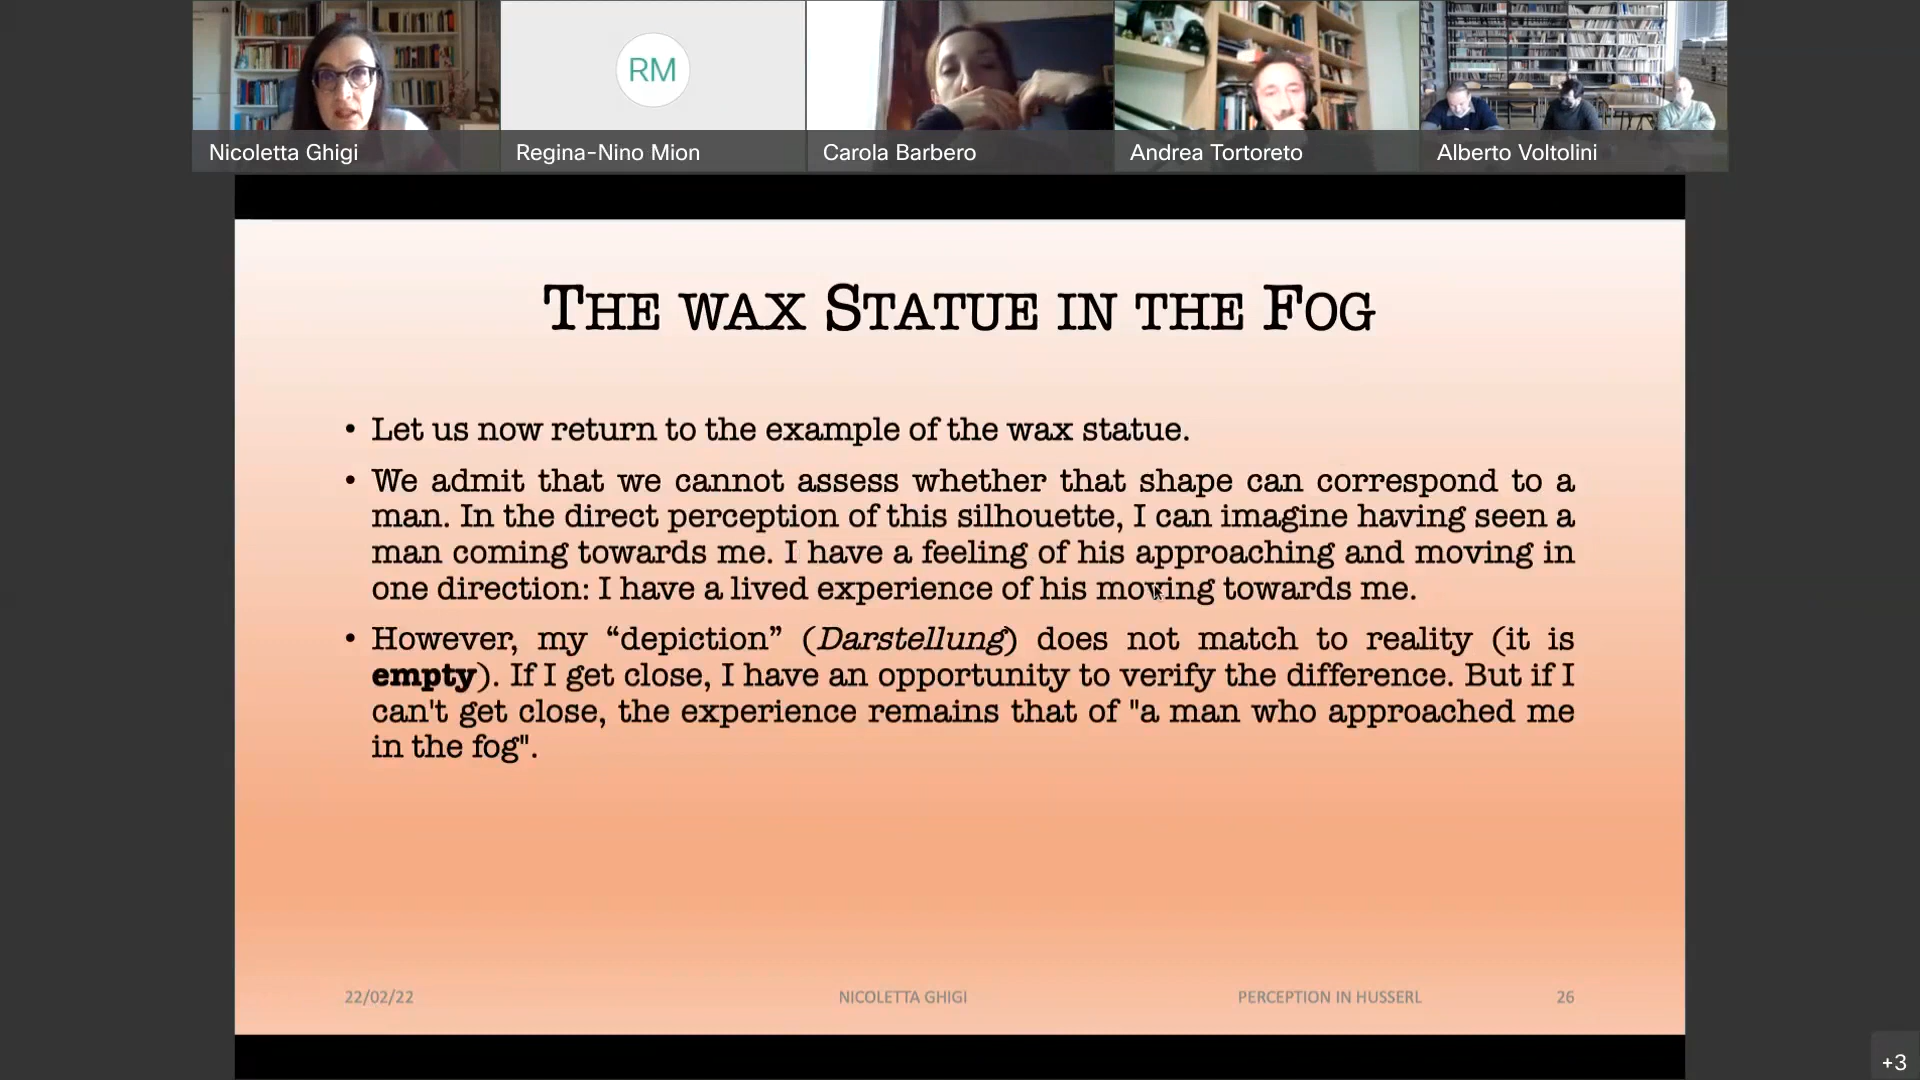 RM
Nicoletta Ghigi
Regina-Nino Mion
Carola Barbero
Andrea Tortoreto
Alberto Voltolini
THE WAX STATUE IN THE FOG
• Let us now return to the example of the wax statue.
• We admit that we cannot assess whether that shape can correspond to a
man. In the direct perception of this silhouette, I can imagine having seen a
man coming towards me. I have a feeling of his approaching and moving in
one direction: I have a lived experience of his moving towards me.
• However, my “depiction” (Darstellung) does not match to reality (it is
empty). If I get close, I have an opportunity to verify the difference. But if I
can't get close, the experience remains that of "a man who approached me
in the fog".
22/02/22
NICOLETTA GHIGI
PERCEPTION IN HUSSERL
26
+3